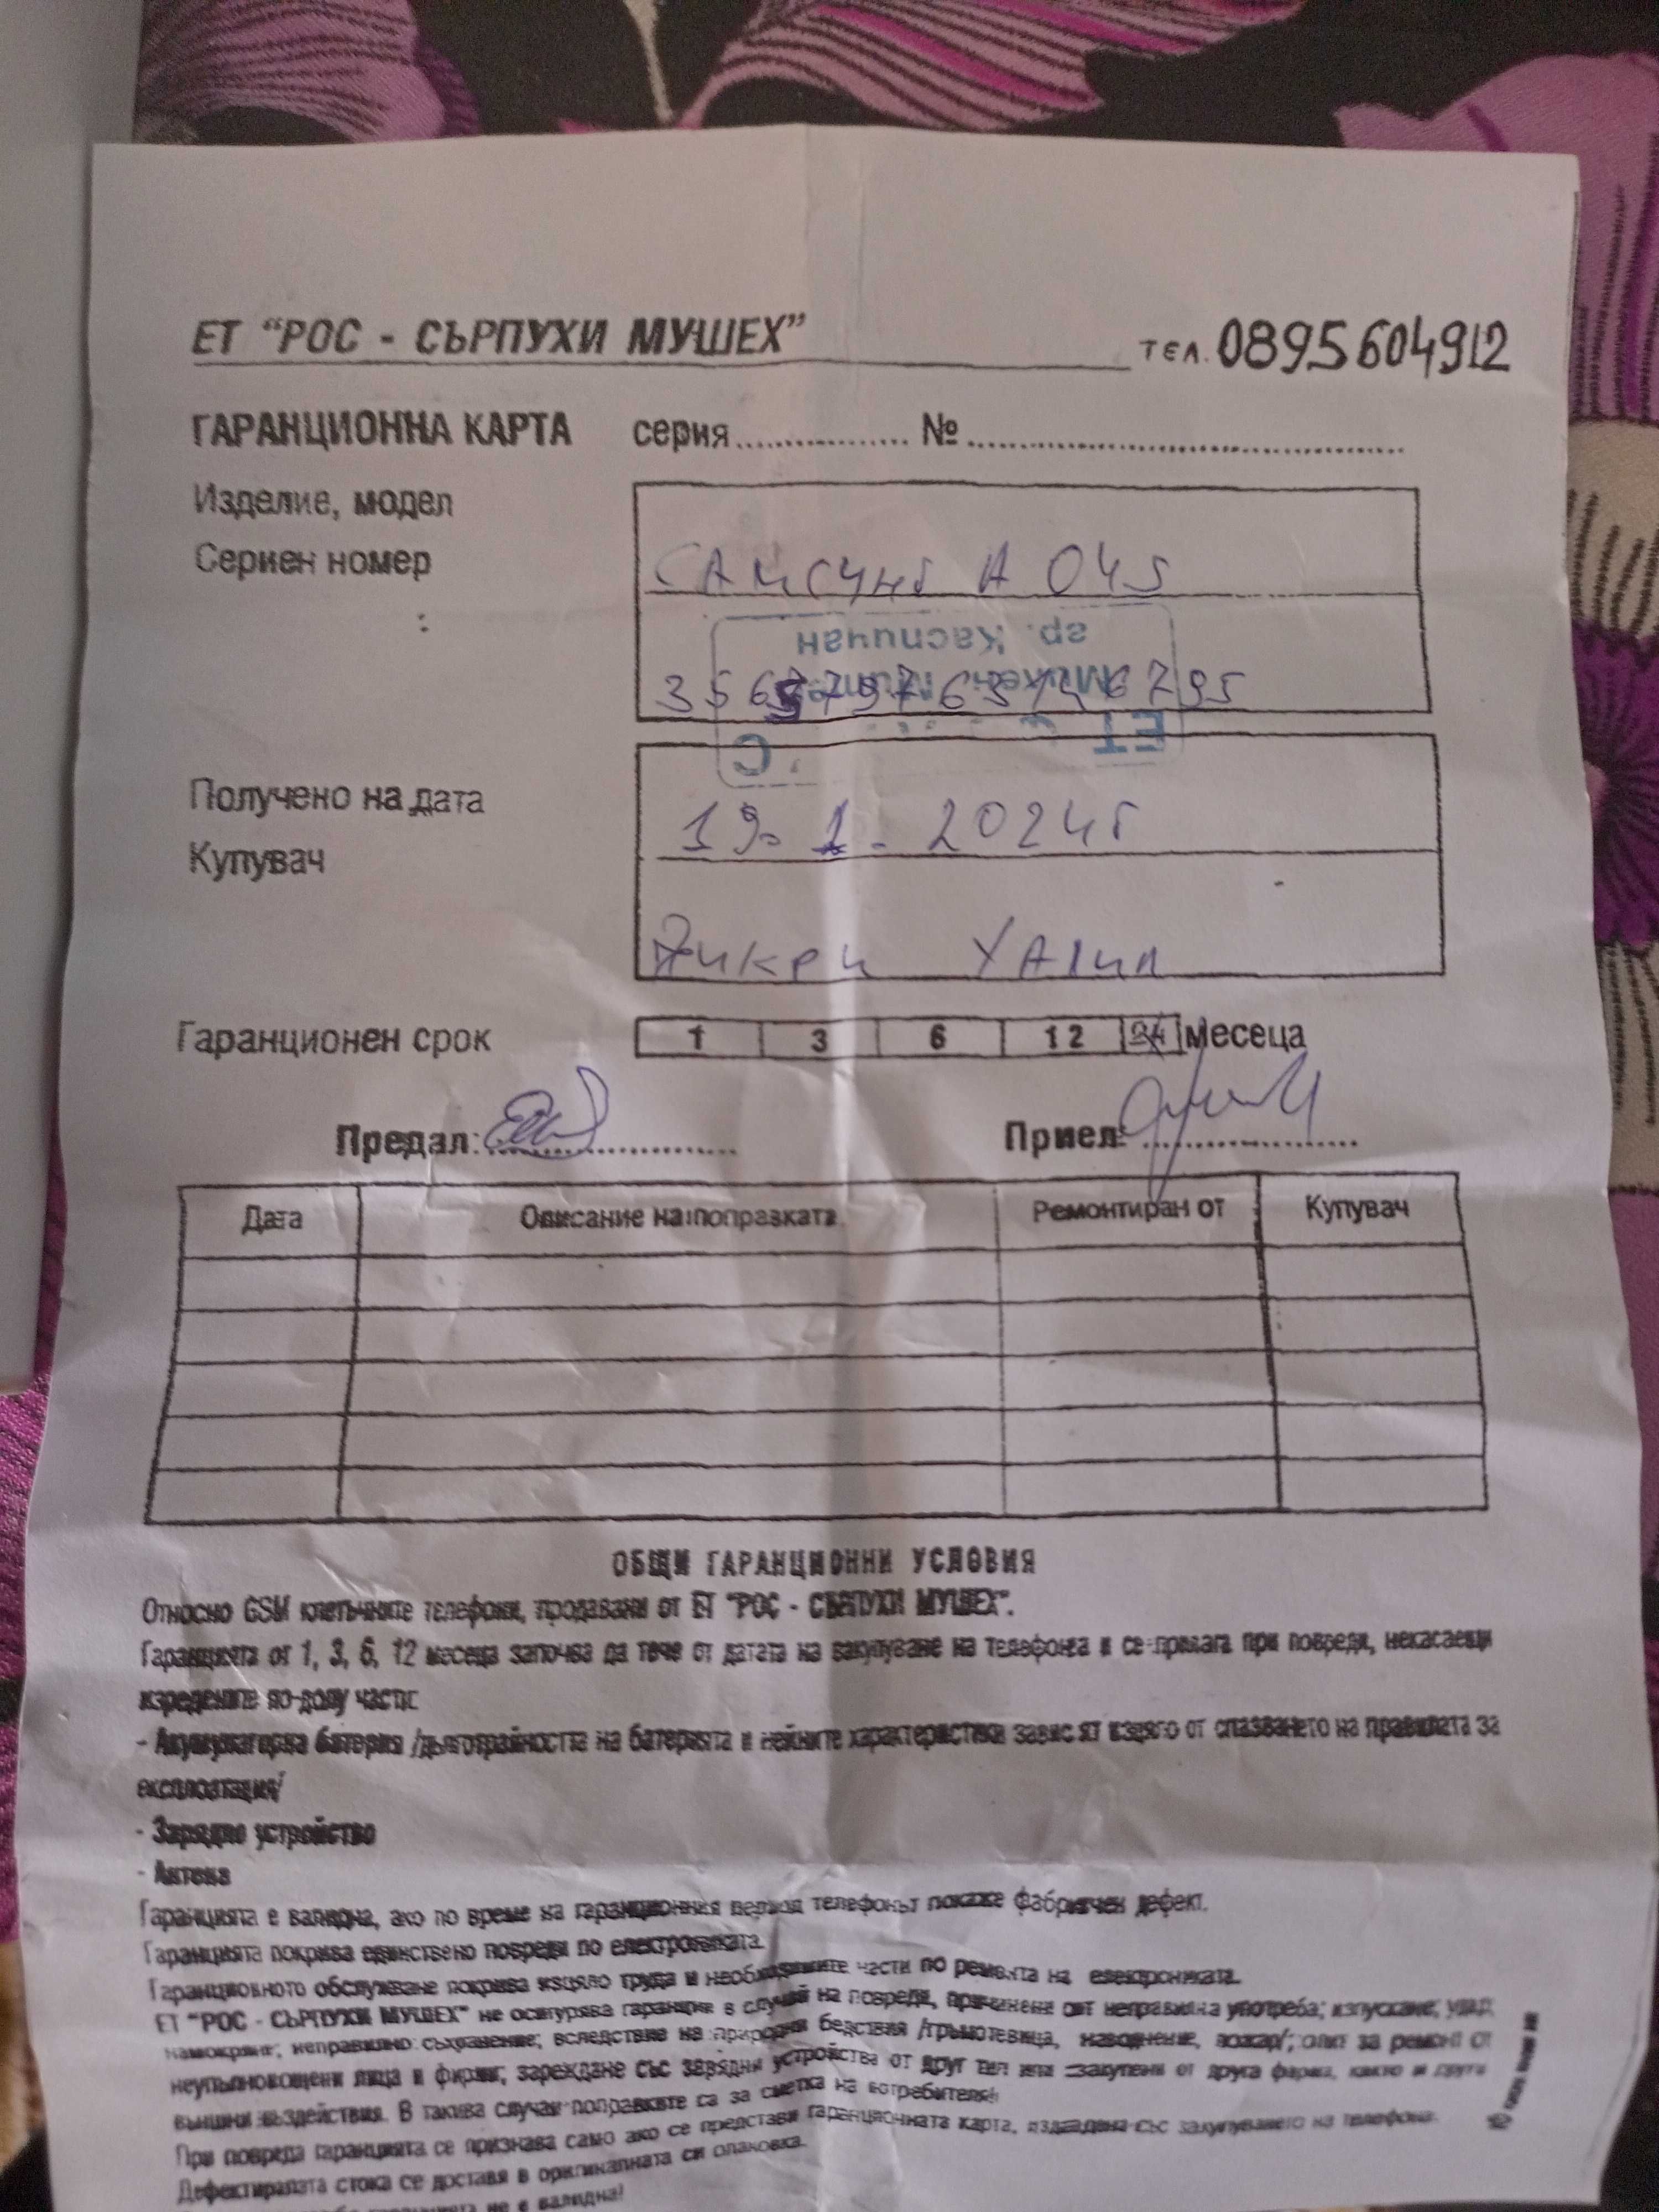 ЕТ "РОС - СЪРПУХИ МУШЕХ" тел. 0895604912
ГАРАНЦИОННА КАРТА серия................. №.......................................
Изделие, модел
Сериен номер САМСУНГ А 04S
гр. Каспичан
ЕТ
Получено на дата 19. 1. 2024г
Купувач
Халил
Гаранционен срок 1 3 6 12 24 месеца
Предал: Приел:
Дата Описание на поправката Ремонтиран от Купувач
ОБЩИ ГАРАНЦИОННИ УСЛОВИЯ
Относно GSM клетъчните телефони, продавани от ЕТ "РОС - СЪРПУХИ МУШЕХ".
Гаранцията от 1, 3, 6, 12 месеца започва да тече от датата на закупуване на телефона и се прилага при повреди, некасаещи
изредените по-долу части:
- Акумулаторна батерия /дълготрайността на батерията и нейните характеристики зависят изцяло от спазването на правилата за
експлоатация/
- Зарядно устройство
- Антена
Гаранцията е валидна, ако по време на гаранционния период телефонът покаже фабричен дефект.
Гаранцията покрива единствено повреди по електрониката.
Гаранционното обслужване покрива изцяло труда и необходимите части по ремонта на електрониката.
ЕТ "РОС - СЪРПУХИ МУШЕХ" не осигурява гаранция в случай на повреди, причинени от неправилна употреба; изпускане; удар;
намокряне; неправилно съхранение; вследствие на природни бедствия /гръмотевица, наводнение, пожар/; опит за ремонт от
неупълномощени лица и фирми; зареждане със зарядни устройства от друг тип или закупени от друга фирма, както и други
външни въздействия. В такива случаи поправките са за сметка на потребителя!
При повреда гаранцията се признава само ако се представи гаранционната карта, издадена със закупуването на телефона.
Дефектиралата стока се доставя в оригиналната си опаковка.
гаранцията не е валидна!